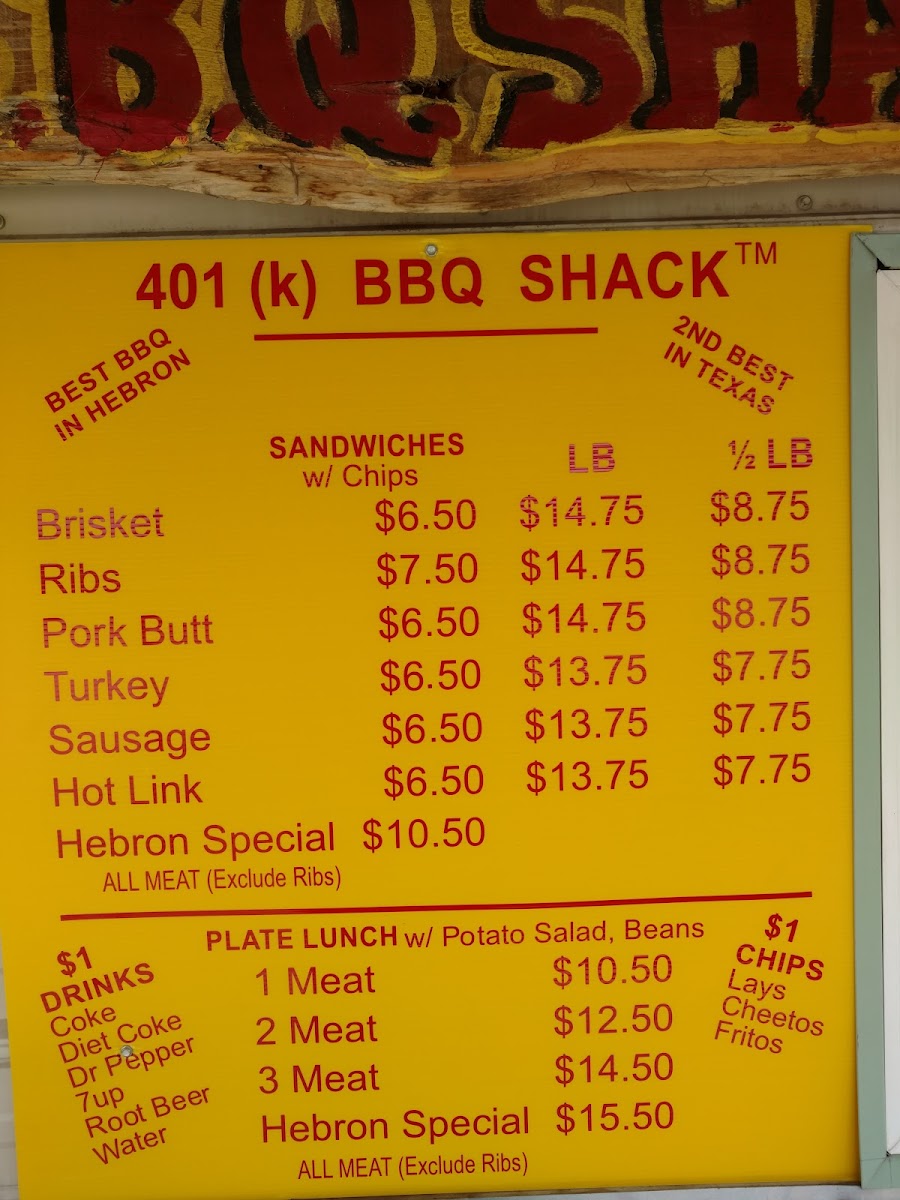 BQ SHA
401 (k) BBQ SHACK™
BEST BBQ
IN HEBRON
2ND BEST
IN TEXAS
SANDWICHES LB ½ LB
w/ Chips
Brisket $6.50 $14.75 $8.75
Ribs $7.50 $14.75 $8.75
Pork Butt $6.50 $14.75 $8.75
Turkey $6.50 $13.75 $7.75
Sausage $6.50 $13.75 $7.75
Hot Link $6.50 $13.75 $7.75
Hebron Special $10.50
ALL MEAT (Exclude Ribs)
PLATE LUNCH w/ Potato Salad, Beans
1 Meat $10.50
2 Meat $12.50
3 Meat $14.50
Hebron Special $15.50
ALL MEAT (Exclude Ribs)
$1
DRINKS
Coke
Diet Coke
Dr Pepper
7up
Root Beer
Water
$1
CHIPS
Lays
Cheetos
Fritos